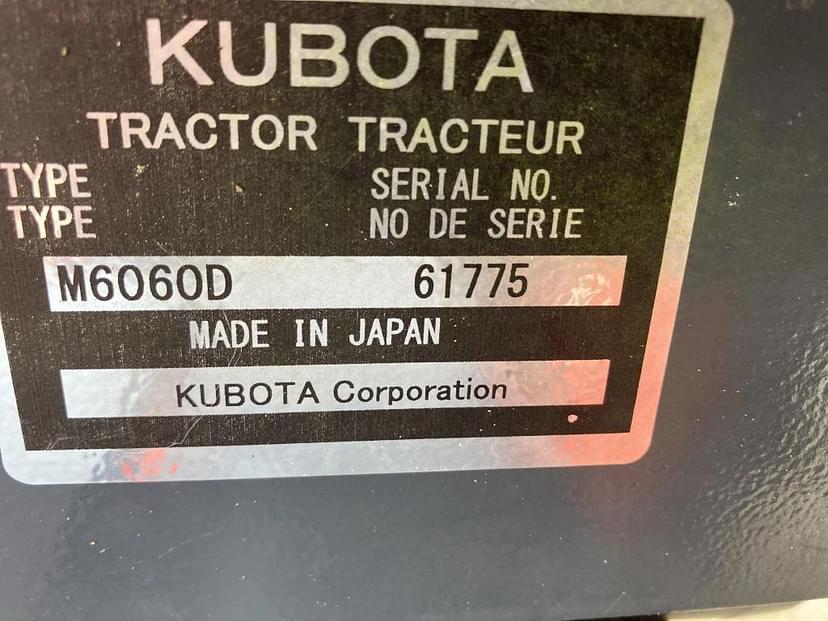 KUBOTA
TRACTOR TRACTEUR
TYPE SERIAL NO.
TYPE NO DE SERIE
M6060D 61775
MADE IN JAPAN
KUBOTA Corporation